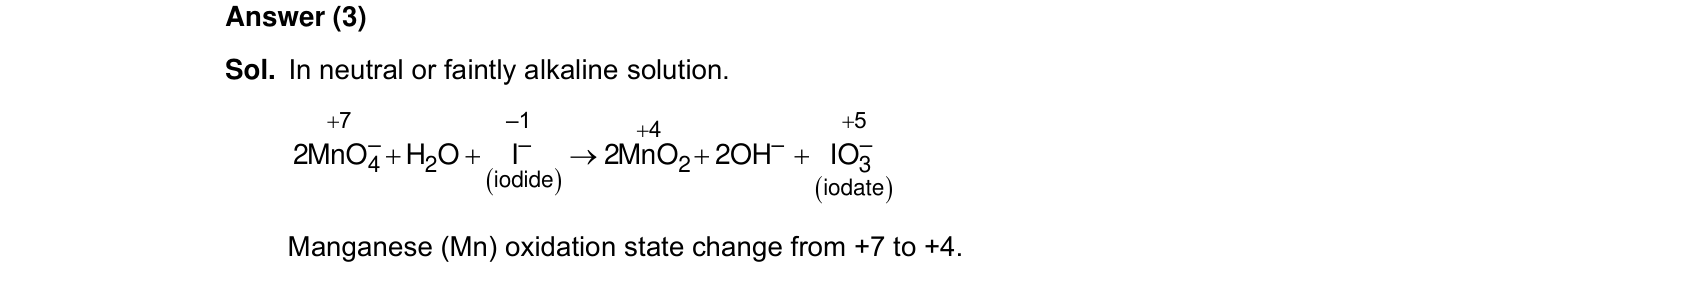 Answer (3)
Sol. In neutral or faintly alkaline solution.
+7 –1 +4 +5
2MnO₄⁻ + H₂O + I⁻ → 2MnO₂ + 2OH⁻ + IO₃⁻
(iodide) (iodate)
Manganese (Mn) oxidation state change from +7 to +4.